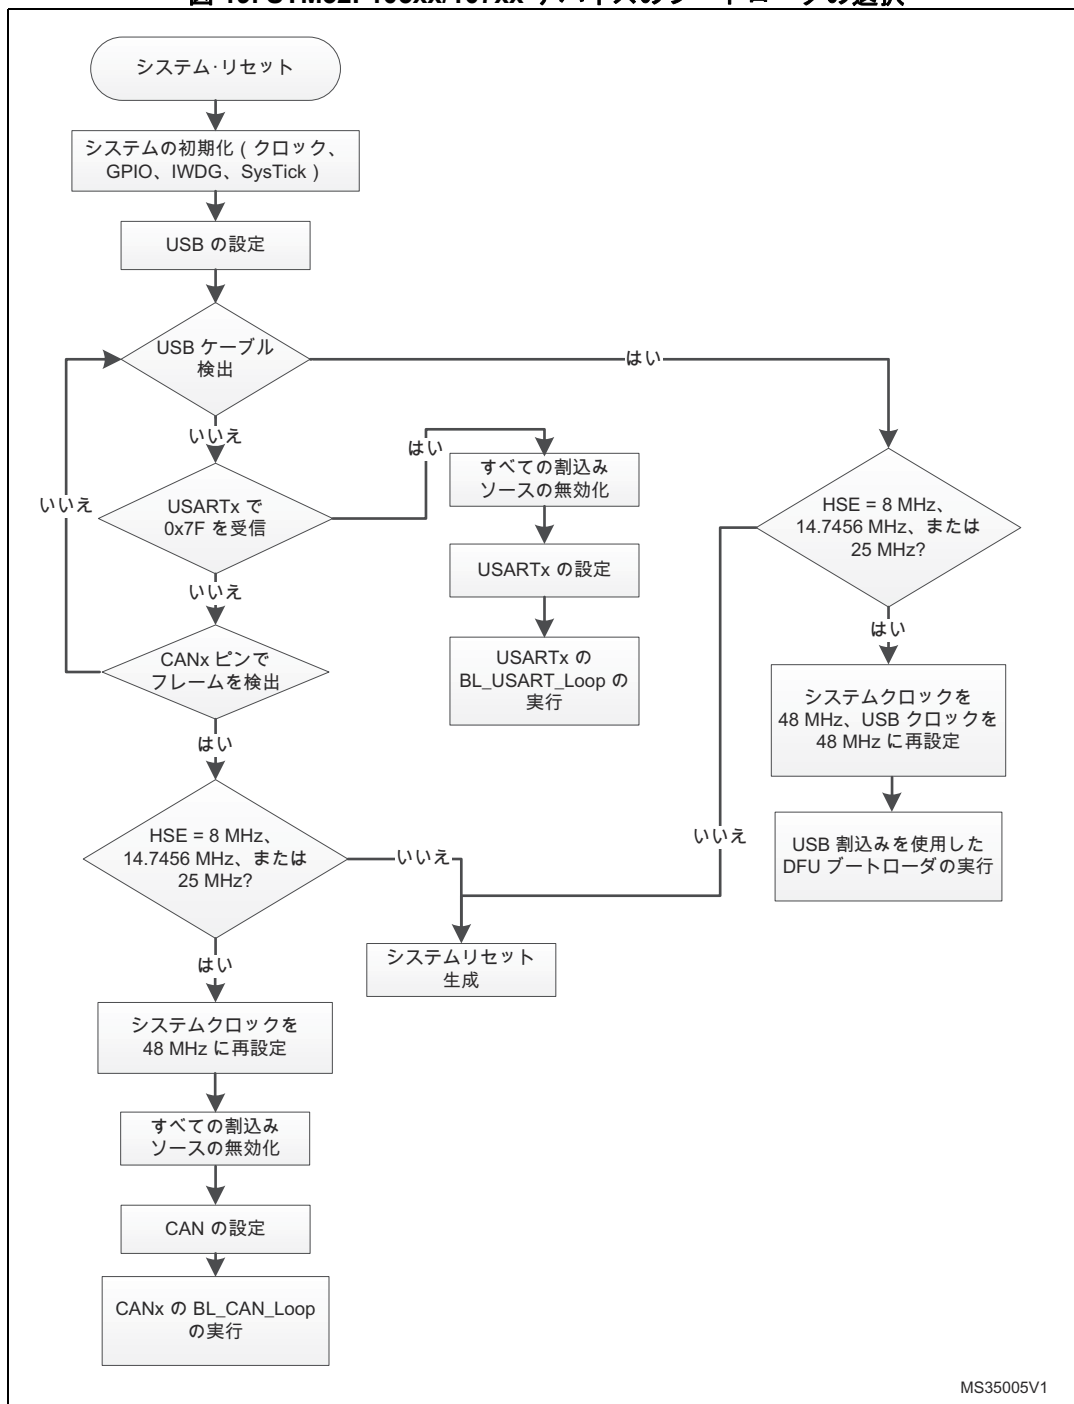 システム･リセット
システムの初期化 ( クロック、
GPIO、IWDG、SysTick )
USB の設定
USB ケーブル
検出
はい
いいえ
USARTx で
0x7F を受信
はい
すべての割込み
ソースの無効化
USARTx の設定
USARTx の
BL_USART_Loop の
実行
いいえ
いいえ
CANx ピンで
フレームを検出
はい
HSE = 8 MHz、
14.7456 MHz、または
25 MHz?
はい
システムクロックを
48 MHz、USB クロックを
48 MHz に再設定
USB 割込みを使用した
DFU ブートローダの実行
いいえ
HSE = 8 MHz、
14.7456 MHz、または
25 MHz?
いいえ
システムリセット
生成
はい
システムクロックを
48 MHz に再設定
すべての割込み
ソースの無効化
CAN の設定
CANx の BL_CAN_Loop
の実行
MS35005V1